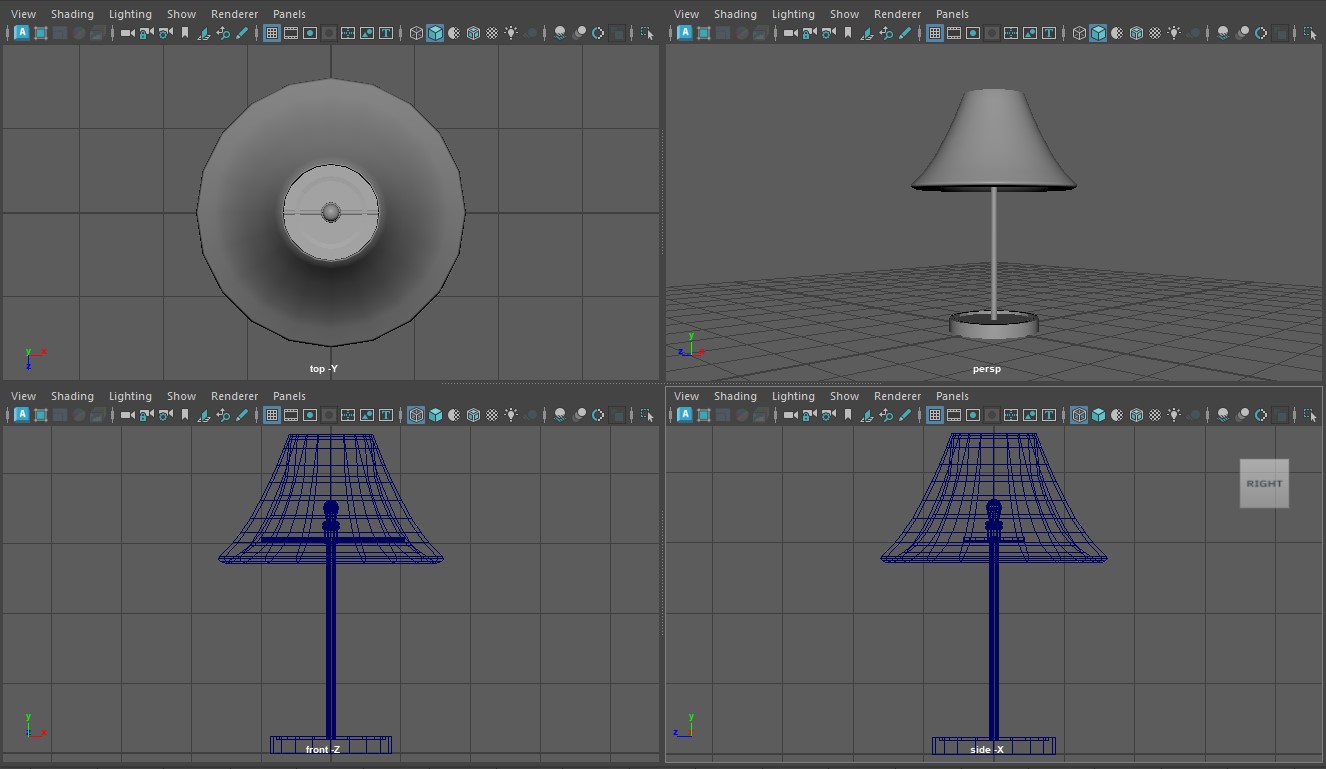 View Shading Lighting Show Renderer Panels
View Shading Lighting Show Renderer Panels
A T
A T
top -Y
y x z
persp
y z x
View Shading Lighting Show Renderer Panels
View Shading Lighting Show Renderer Panels
A T
A T
RIGHT
front -Z
y z x
side -X
y z